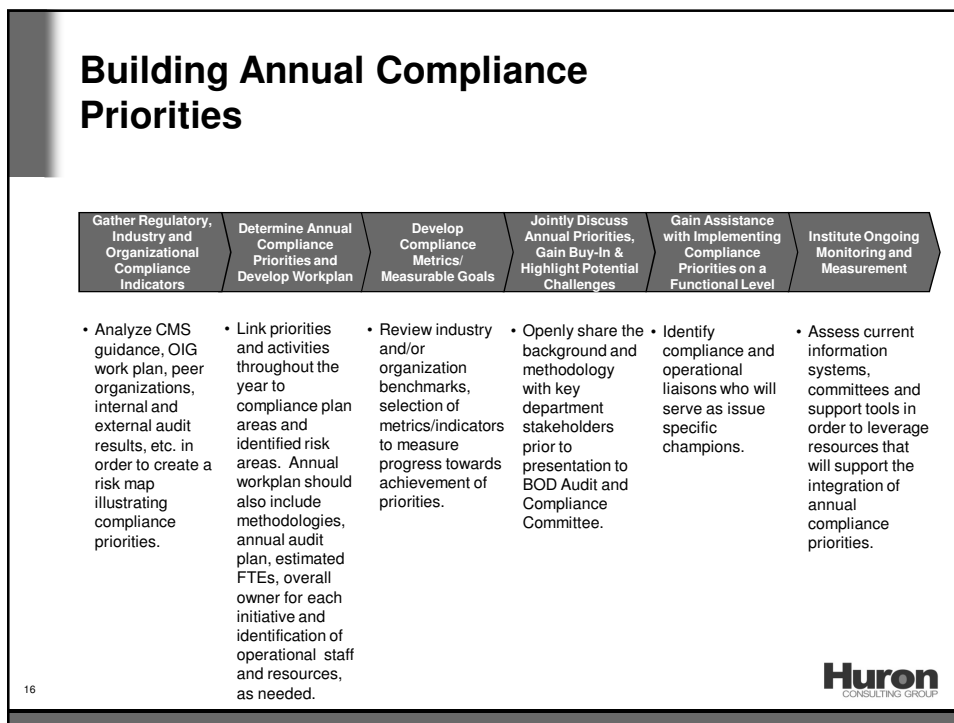 Building Annual Compliance
Priorities
Gather Regulatory,
Industry and
Organizational
Compliance
Indicators
Determine Annual
Compliance
Priorities and
Develop Workplan
Develop
Compliance
Metrics/
Measurable Goals
Jointly Discuss
Annual Priorities,
Gain Buy-In &
Highlight Potential
Challenges
Gain Assistance
with Implementing
Compliance
Priorities on a
Functional Level
Institute Ongoing
Monitoring and
Measurement
• Analyze CMS
guidance, OIG
work plan, peer
organizations,
internal and
external audit
results, etc. in
order to create a
risk map
illustrating
compliance
priorities.
• Link priorities
and activities
throughout the
year to
compliance plan
areas and
identified risk
areas. Annual
workplan should
also include
methodologies,
annual audit
plan, estimated
FTEs, overall
owner for each
initiative and
identification of
operational staff
and resources,
as needed.
• Review industry
and/or
organization
benchmarks,
selection of
metrics/indicators
to measure
progress towards
achievement of
priorities.
• Openly share the
background and
methodology
with key
department
stakeholders
prior to
presentation to
BOD Audit and
Compliance
Committee.
• Identify
compliance and
operational
liaisons who will
serve as issue
specific
champions.
• Assess current
information
systems,
committees and
support tools in
order to leverage
resources that
will support the
integration of
annual
compliance
priorities.
16
Huron
CONSULTING GROUP